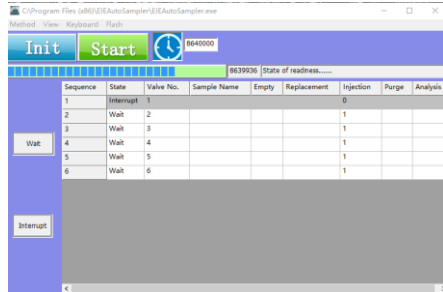 C:\Program Files (x86)\EIEAutoSampler\EIEAutoSampler.exe
Method View Keyboard Flash
Init Start 8640000
8639936 State of readiness......
Sequence State Valve No. Sample Name Empty Replacement Injection Purge Analysis
1 Interrupt 1 0
2 Wait 2 1
3 Wait 3 1
4 Wait 4 1
5 Wait 5 1
6 Wait 6 1
Wait
Interrupt